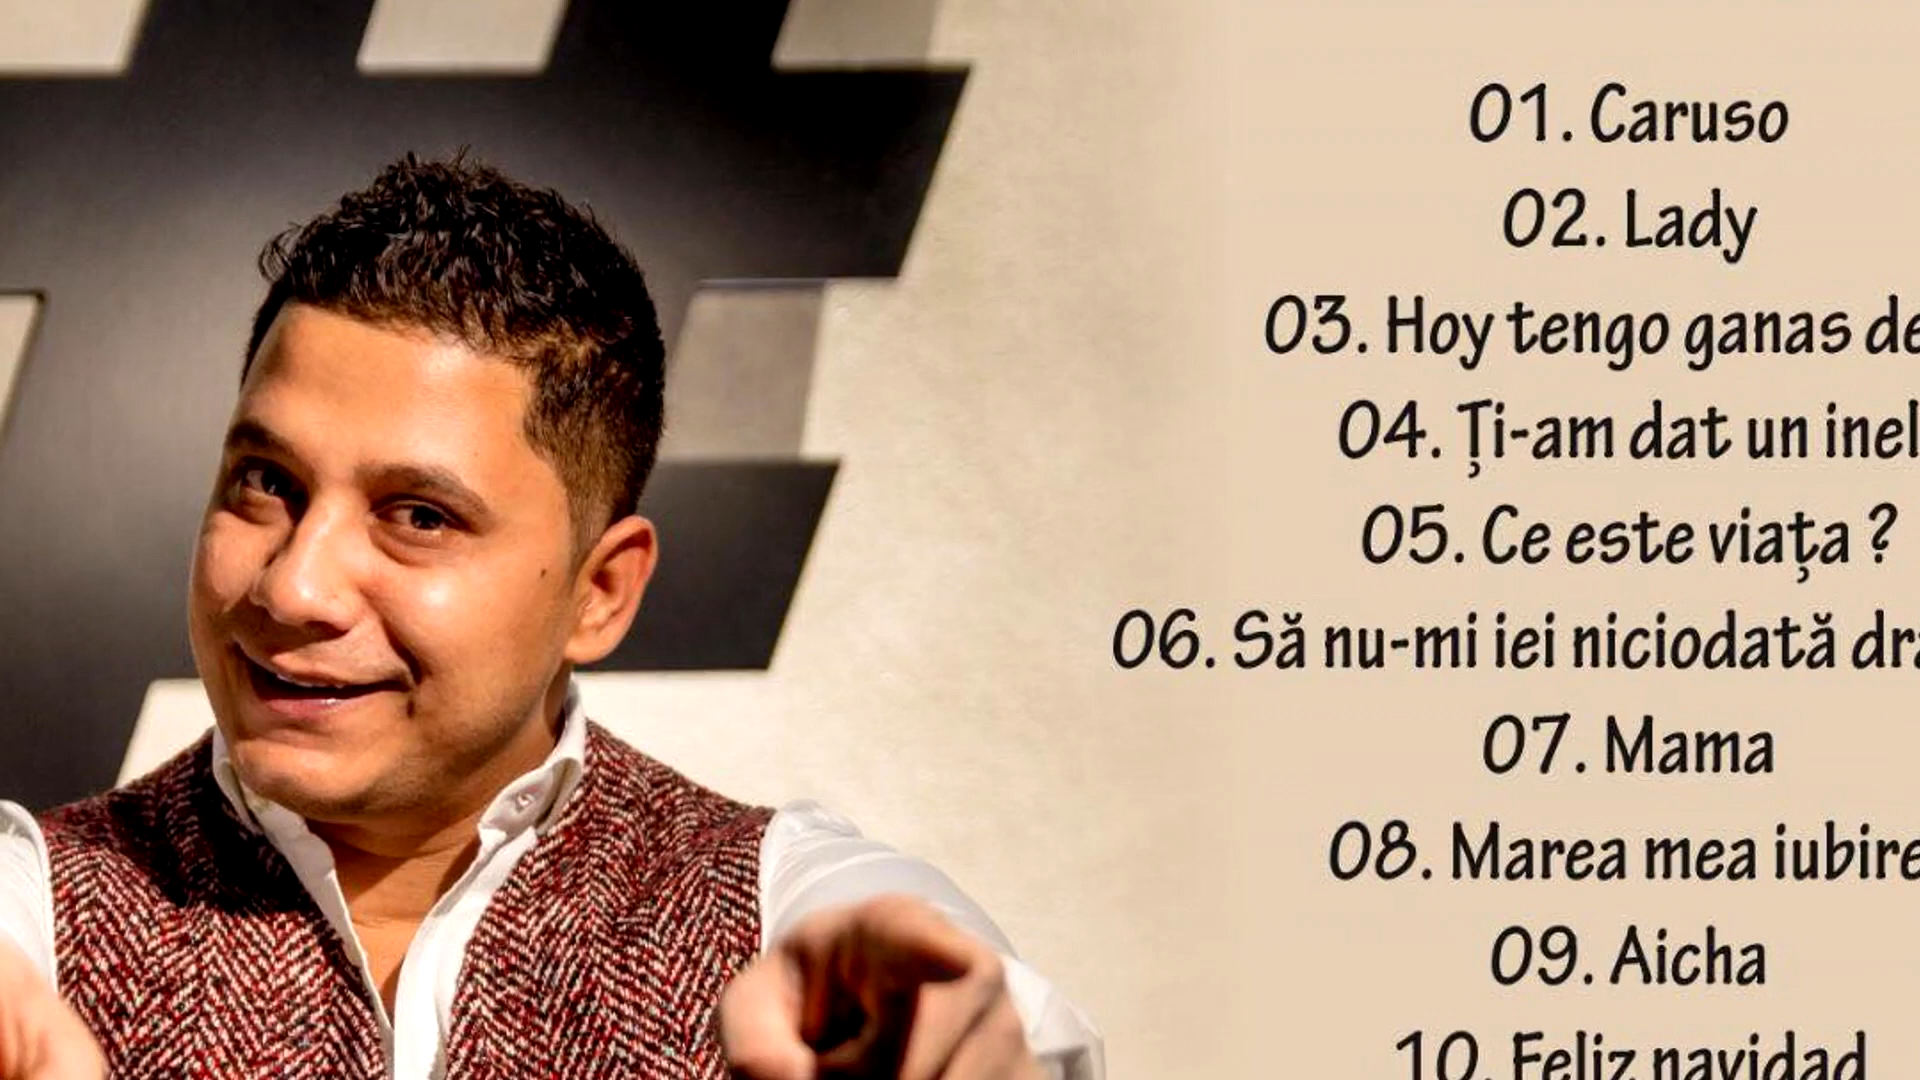 01. Caruso
02. Lady
03. Hoy tengo ganas de
04. Ți-am dat un inel
05. Ce este viața ?
06. Să nu-mi iei niciodată
07. Mama
08. Marea mea iubire
09. Aicha
10. Feliz navidad